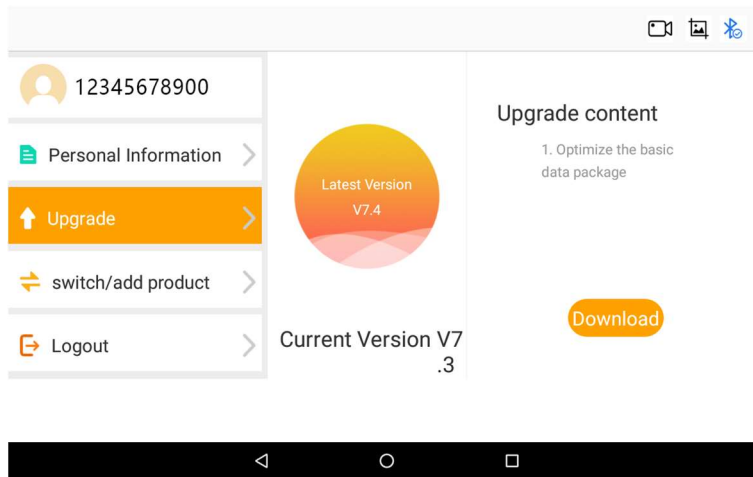 12345678900
Personal Information
Upgrade
switch/add product
Logout
Latest Version
V7.4
Current Version V7
.3
Upgrade content
1. Optimize the basic
data package
Download